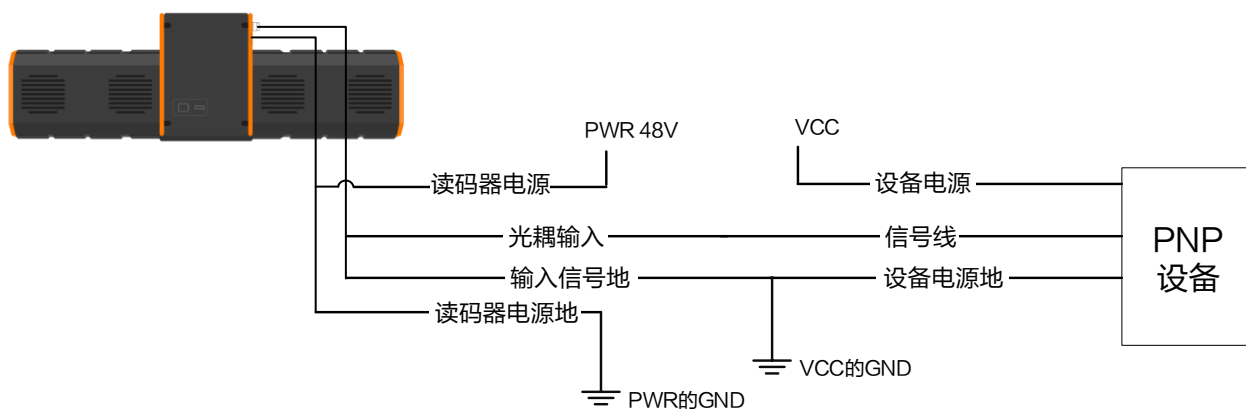 PWR 48V
VCC
读码器电源
设备电源
光耦输入
信号线
PNP
设备
输入信号地
设备电源地
读码器电源地
VCC的GND
PWR的GND